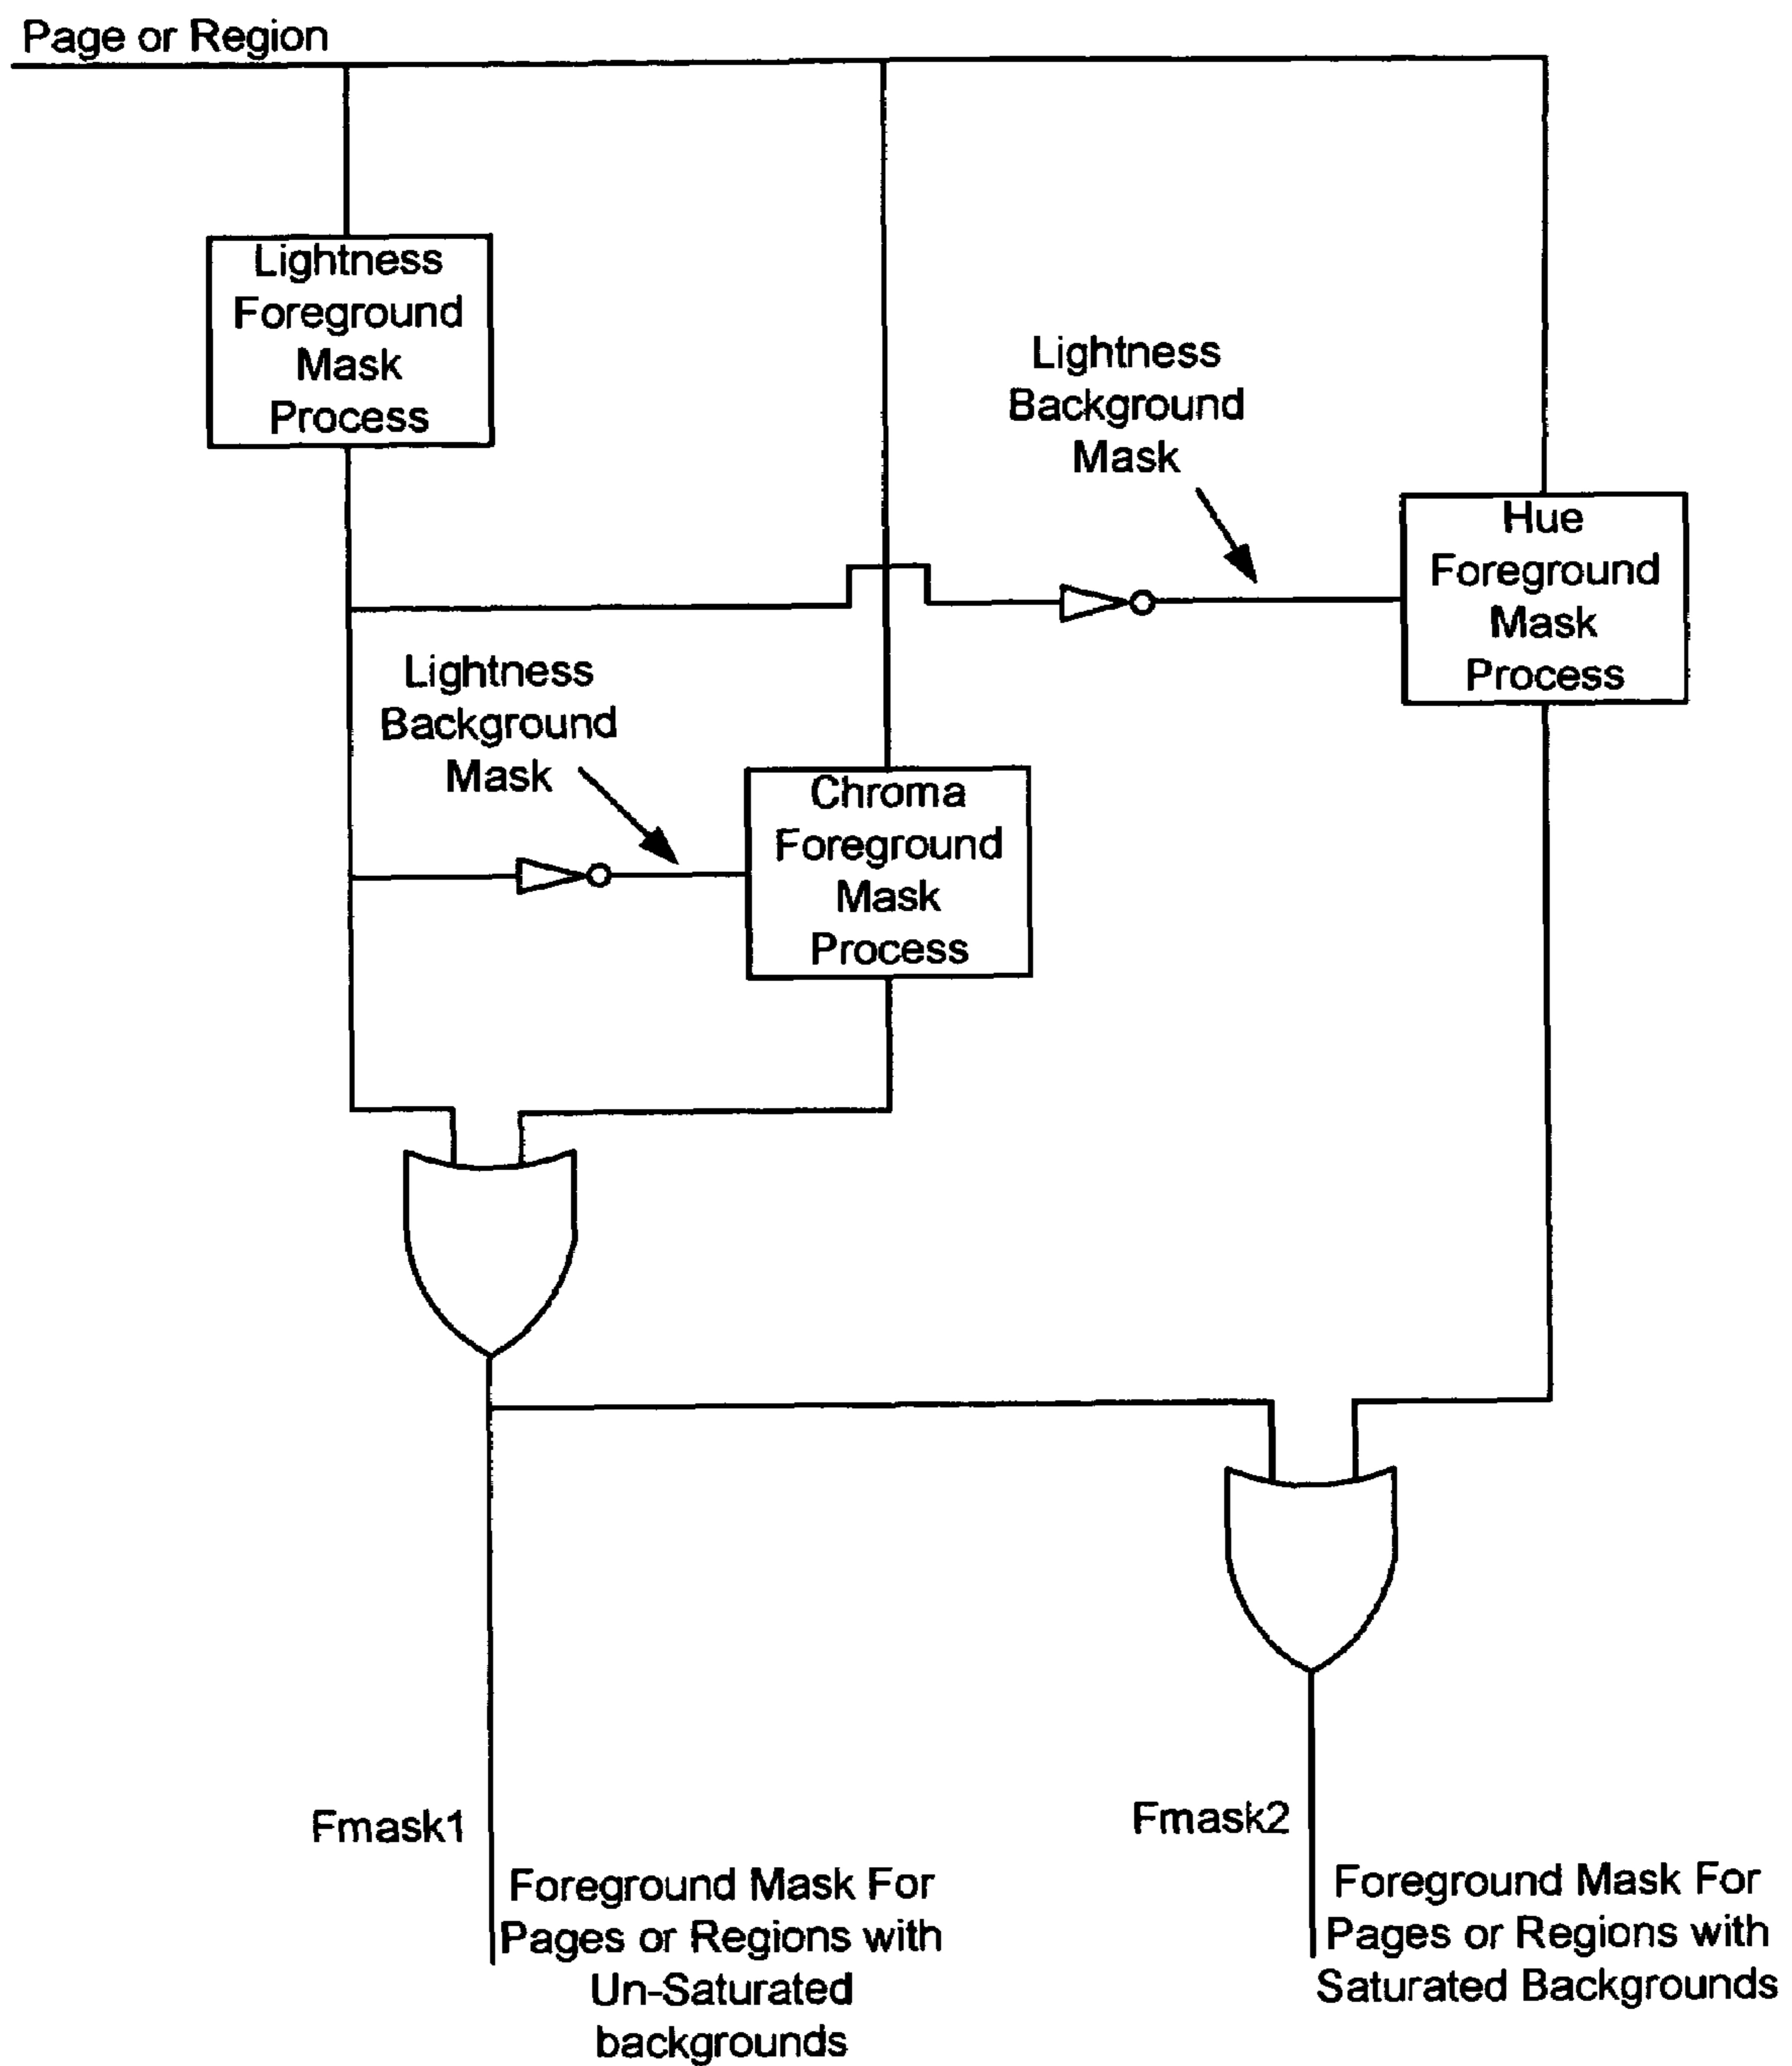 Page or Region
Lightness
Foreground
Mask
Process
Lightness
Background
Mask
Hue
Foreground
Mask
Process
Lightness
Background
Mask
Chroma
Foreground
Mask
Process
Fmask1
Foreground Mask For
Pages or Regions with
Un-Saturated
backgrounds
Fmask2
Foreground Mask For
Pages or Regions with
Saturated Backgrounds